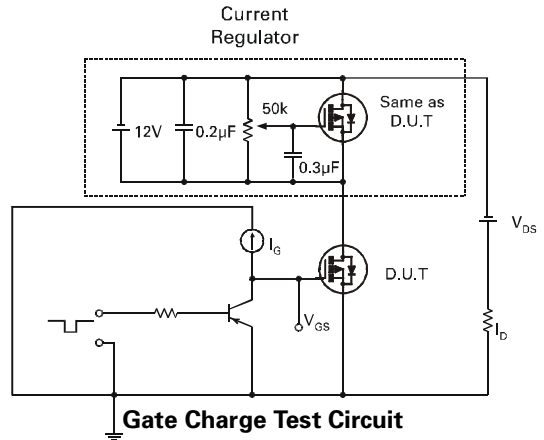 Current
Regulator
12V
0.2µF
50k
0.3µF
Same as
D.U.T
I_G
V_GS
D.U.T
V_DS
I_D
Gate Charge Test Circuit